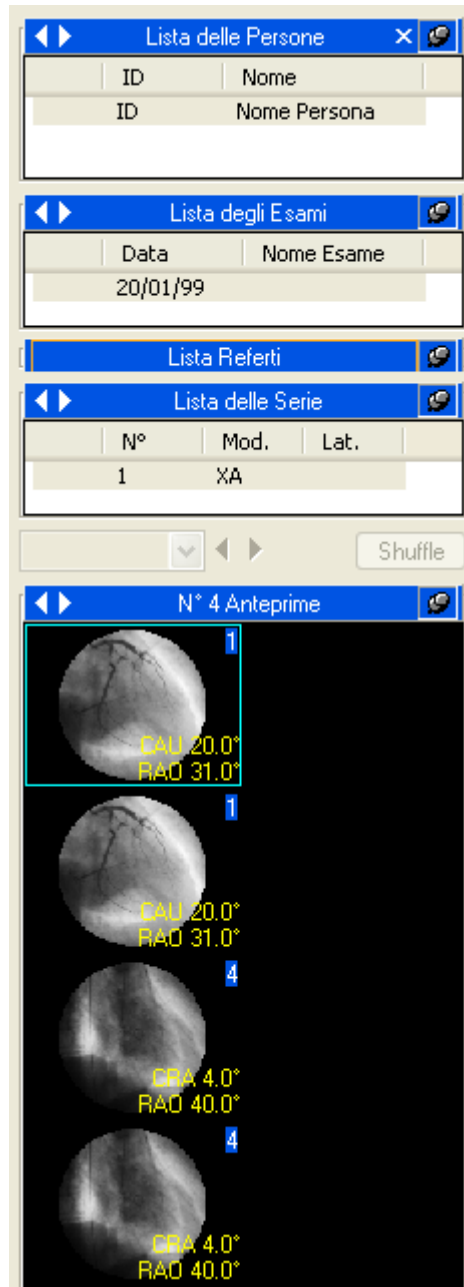 Lista delle Persone
ID Nome
ID Nome Persona
Lista degli Esami
Data Nome Esame
20/01/99
Lista Referti
Lista delle Serie
N° Mod. Lat.
1 XA
Shuffle
N° 4 Anteprime
1
CAU 20.0°
RAO 31.0°
1
CAU 20.0°
RAO 31.0°
4
CRA 4.0°
RAO 40.0°
4
CRA 4.0°
RAO 40.0°